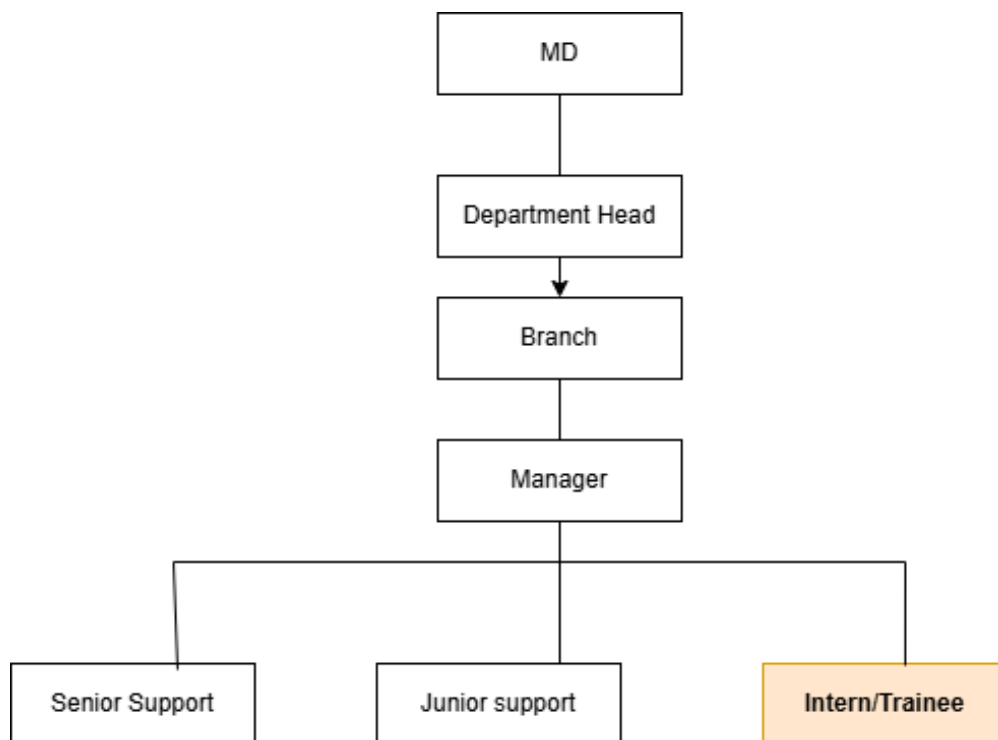 MD
Department Head
Branch
Manager
Senior Support
Junior support
Intern/Trainee